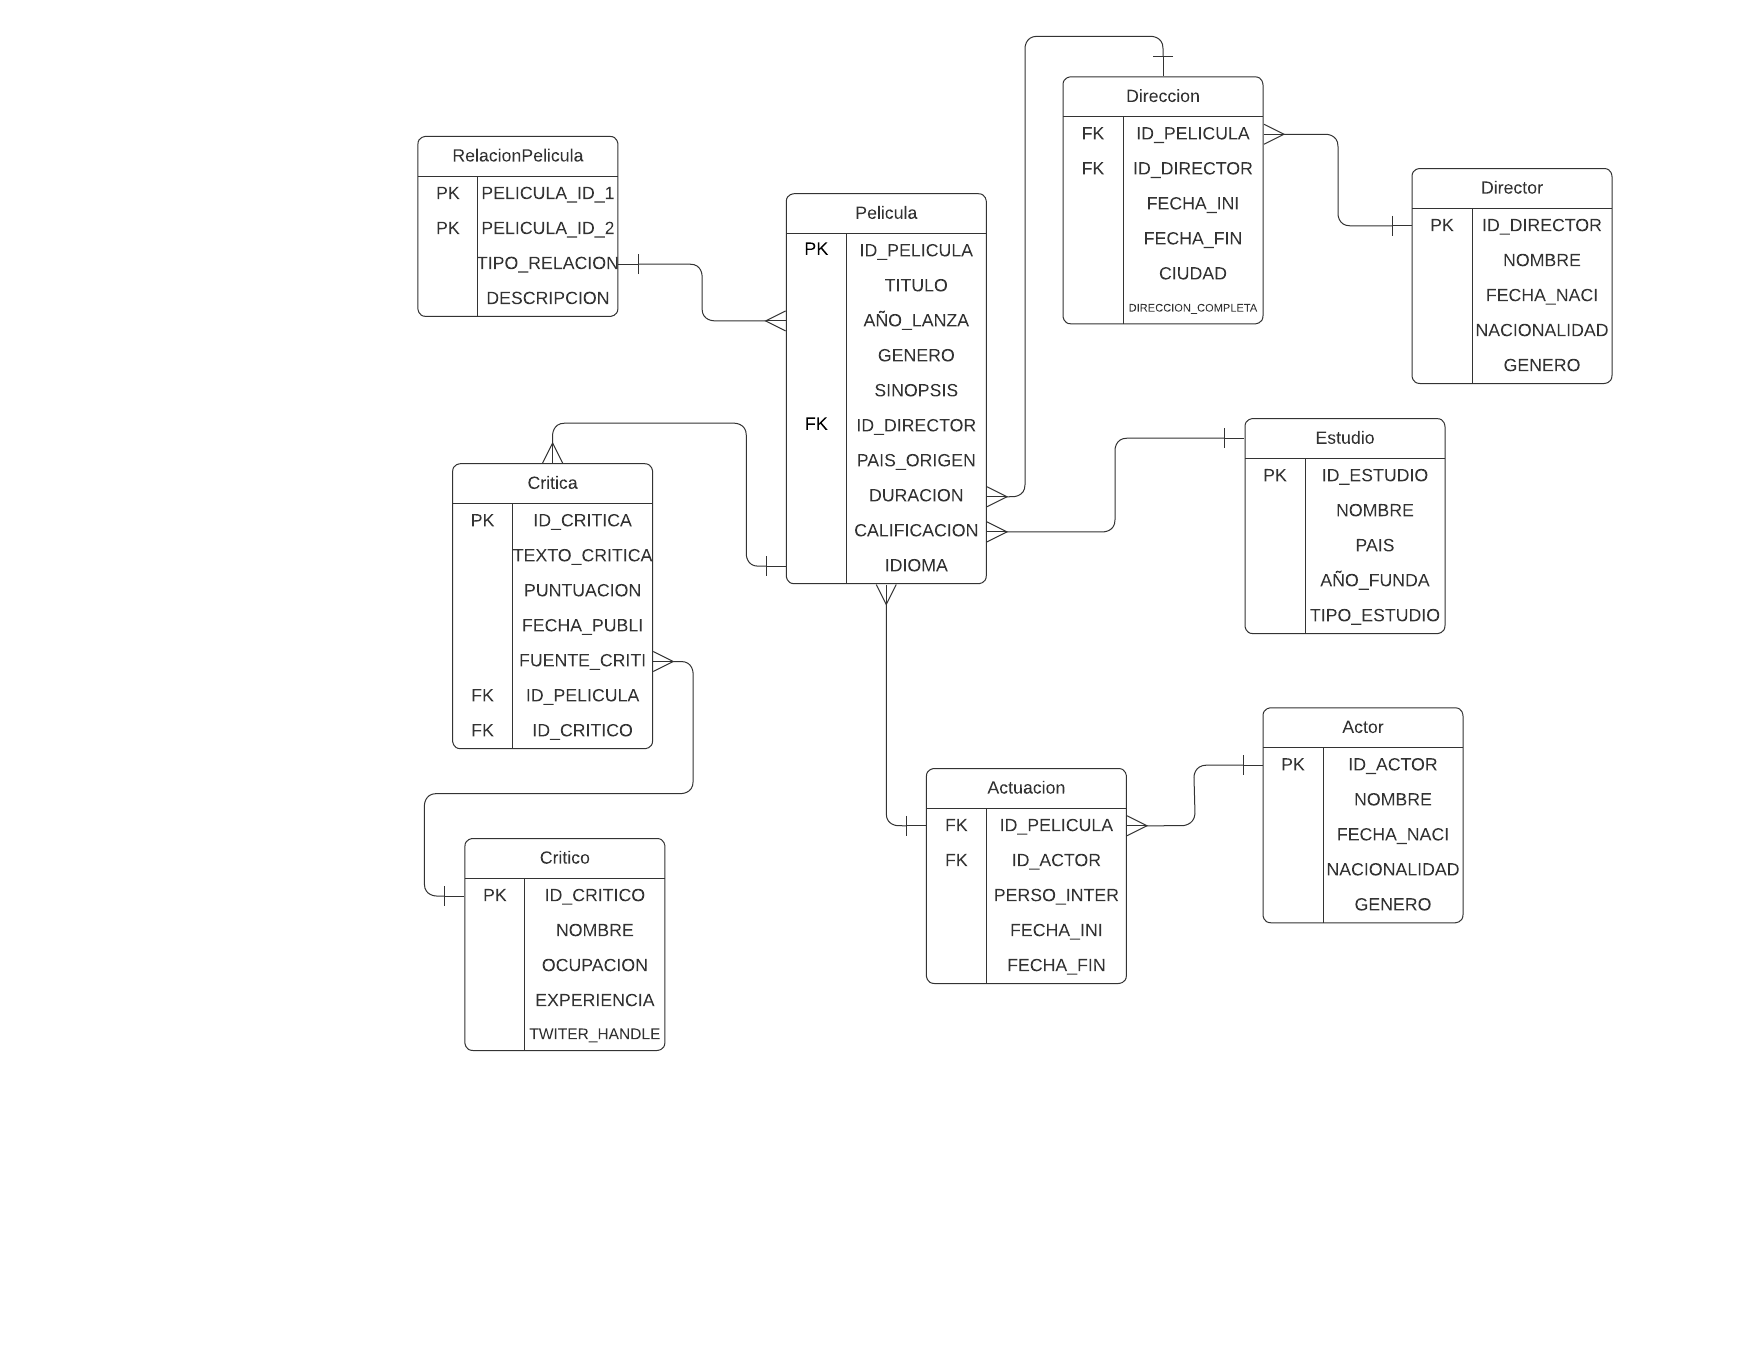 RelacionPelicula
PK PELICULA_ID_1
PK PELICULA_ID_2
TIPO_RELACION
DESCRIPCION
Pelicula
PK ID_PELICULA
TITULO
AÑO_LANZA
GENERO
SINOPSIS
FK ID_DIRECTOR
PAIS_ORIGEN
DURACION
CALIFICACION
IDIOMA
Direccion
FK ID_PELICULA
FK ID_DIRECTOR
FECHA_INI
FECHA_FIN
CIUDAD
DIRECCION_COMPLETA
Director
PK ID_DIRECTOR
NOMBRE
FECHA_NACI
NACIONALIDAD
GENERO
Critica
PK ID_CRITICA
TEXTO_CRITICA
PUNTUACION
FECHA_PUBLI
FUENTE_CRITI
FK ID_PELICULA
FK ID_CRITICO
Estudio
PK ID_ESTUDIO
NOMBRE
PAIS
AÑO_FUNDA
TIPO_ESTUDIO
Critico
PK ID_CRITICO
NOMBRE
OCUPACION
EXPERIENCIA
TWITER_HANDLE
Actuacion
FK ID_PELICULA
FK ID_ACTOR
PERSO_INTER
FECHA_INI
FECHA_FIN
Actor
PK ID_ACTOR
NOMBRE
FECHA_NACI
NACIONALIDAD
GENERO